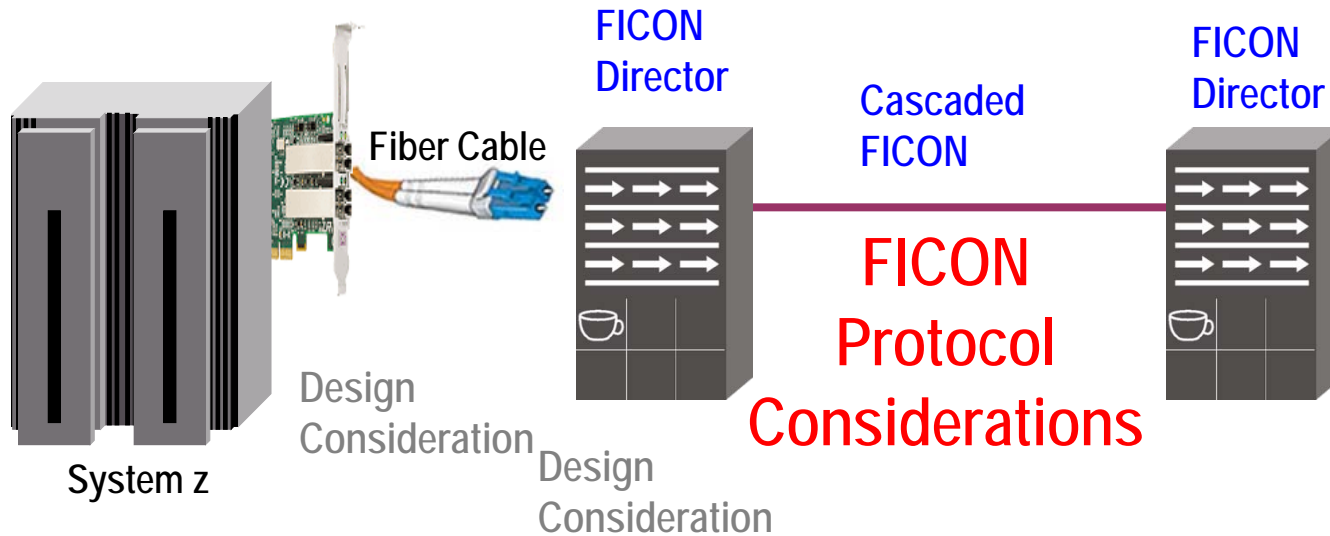 FICON
Director
FICON
Director
Cascaded
FICON
Fiber Cable
FICON
Protocol
Considerations
Design
Consideration
System z
Design
Consideration